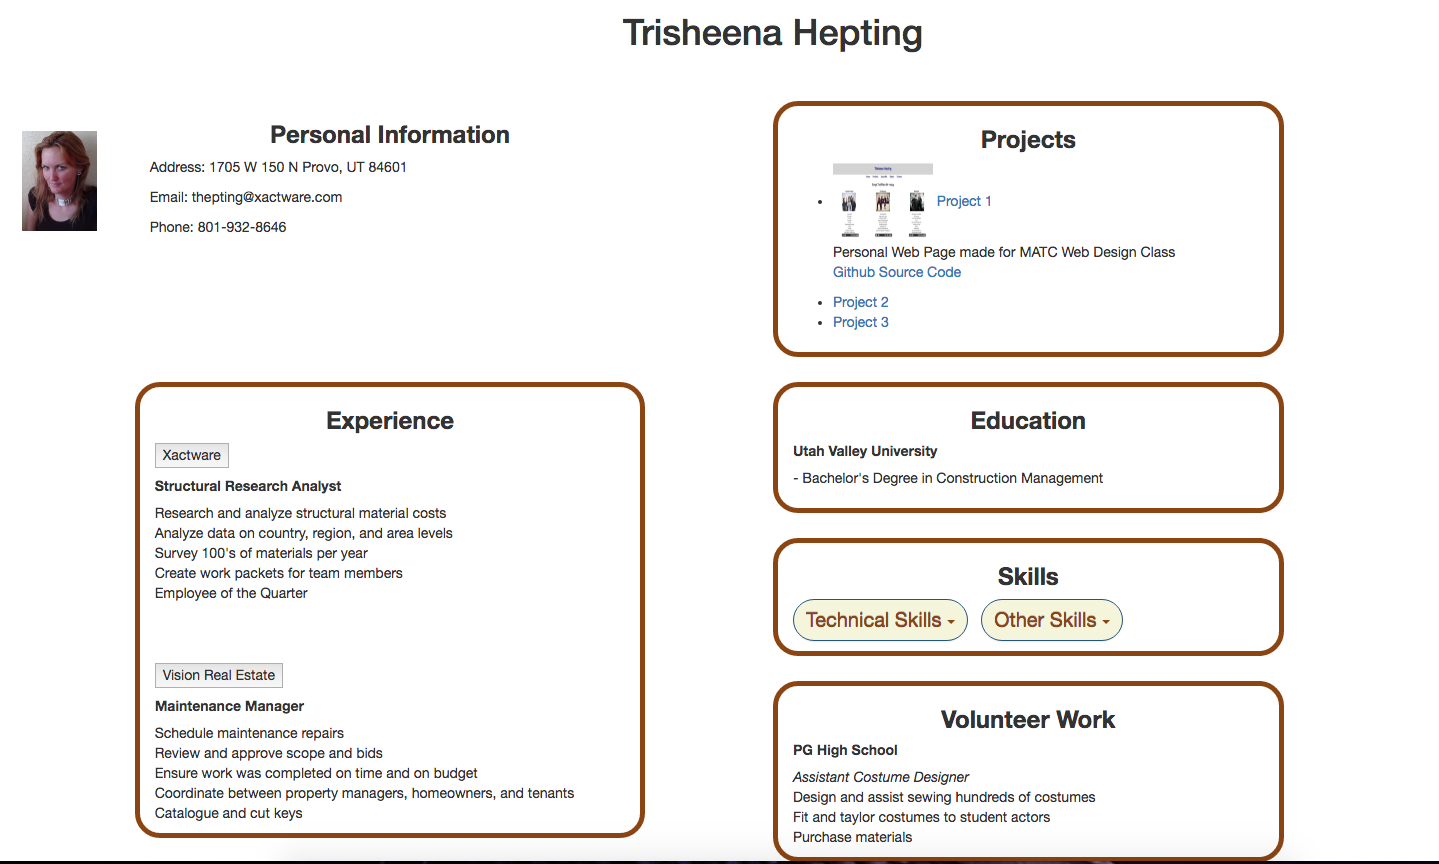 Trisheena Hepting
Personal Information
Address: 1705 W 150 N Provo, UT 84601
Email: thepting@xactware.com
Phone: 801-932-8646
Projects
Project 1
Personal Web Page made for MATC Web Design Class
Github Source Code
Project 2
Project 3
Experience
Xactware
Structural Research Analyst
Research and analyze structural material costs
Analyze data on country, region, and area levels
Survey 100's of materials per year
Create work packets for team members
Employee of the Quarter
Vision Real Estate
Maintenance Manager
Schedule maintenance repairs
Review and approve scope and bids
Ensure work was completed on time and on budget
Coordinate between property managers, homeowners, and tenants
Catalogue and cut keys
Education
Utah Valley University
- Bachelor's Degree in Construction Management
Skills
Technical Skills Other Skills
Volunteer Work
PG High School
Assistant Costume Designer
Design and assist sewing hundreds of costumes
Fit and taylor costumes to student actors
Purchase materials